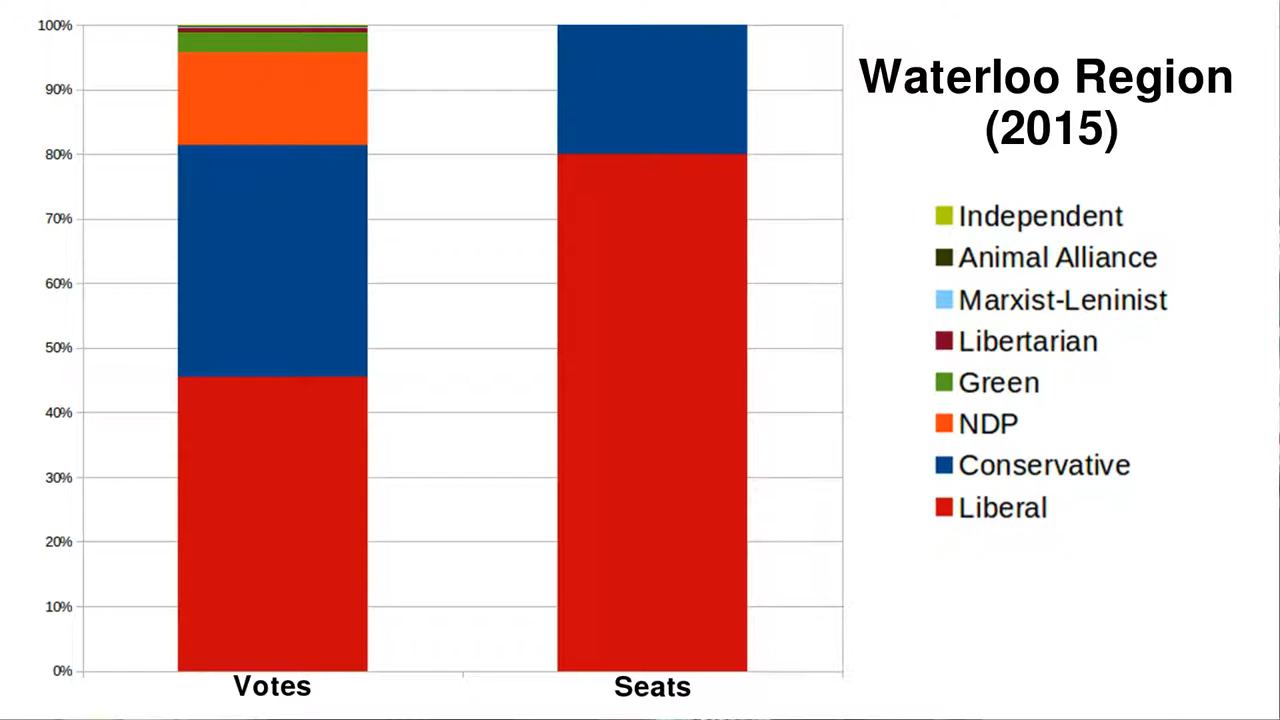 100%
90%
80%
70%
60%
50%
40%
30%
20%
10%
0%
Votes
Seats
Waterloo Region
(2015)
Independent
Animal Alliance
Marxist-Leninist
Libertarian
Green
NDP
Conservative
Liberal